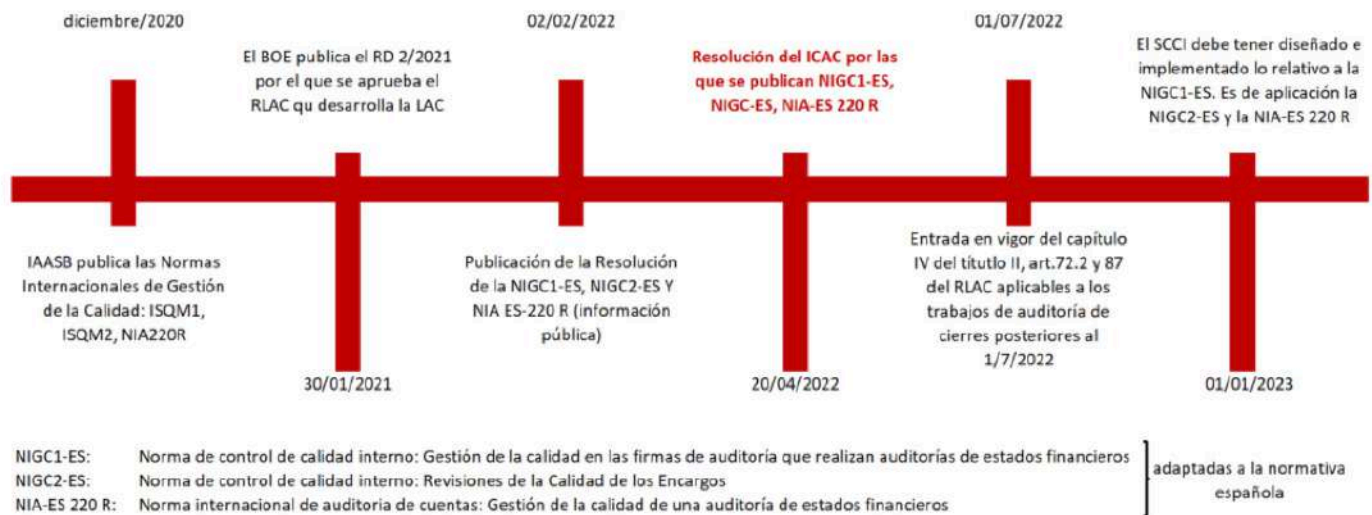 diciembre/2020
IAASB publica las Normas
Internacionales de Gestión
de la Calidad: ISQM1,
ISQM2, NIA220R
El BOE publica el RD 2/2021
por el que se aprueba el
RLAC qu desarrolla la LAC
30/01/2021
02/02/2022
Publicación de la Resolución
de la NIGC1-ES, NIGC2-ES Y
NIA ES-220 R (información
pública)
Resolución del ICAC por las
que se publican NIGC1-ES,
NIGC-ES, NIA-ES 220 R
20/04/2022
01/07/2022
Entrada en vigor del capítulo
IV del títutlo II, art.72.2 y 87
del RLAC aplicables a los
trabajos de auditoría de
cierres posteriores al
1/7/2022
El SCCI debe tener diseñado e
implementado lo relativo a la
NIGC1-ES. Es de aplicación la
NIGC2-ES y la NIA-ES 220 R
01/01/2023
NIGC1-ES: Norma de control de calidad interno: Gestión de la calidad en las firmas de auditoría que realizan auditorías de estados financieros
NIGC2-ES: Norma de control de calidad interno: Revisiones de la Calidad de los Encargos
NIA-ES 220 R: Norma internacional de auditoria de cuentas: Gestión de la calidad de una auditoría de estados financieros
adaptadas a la normativa
española